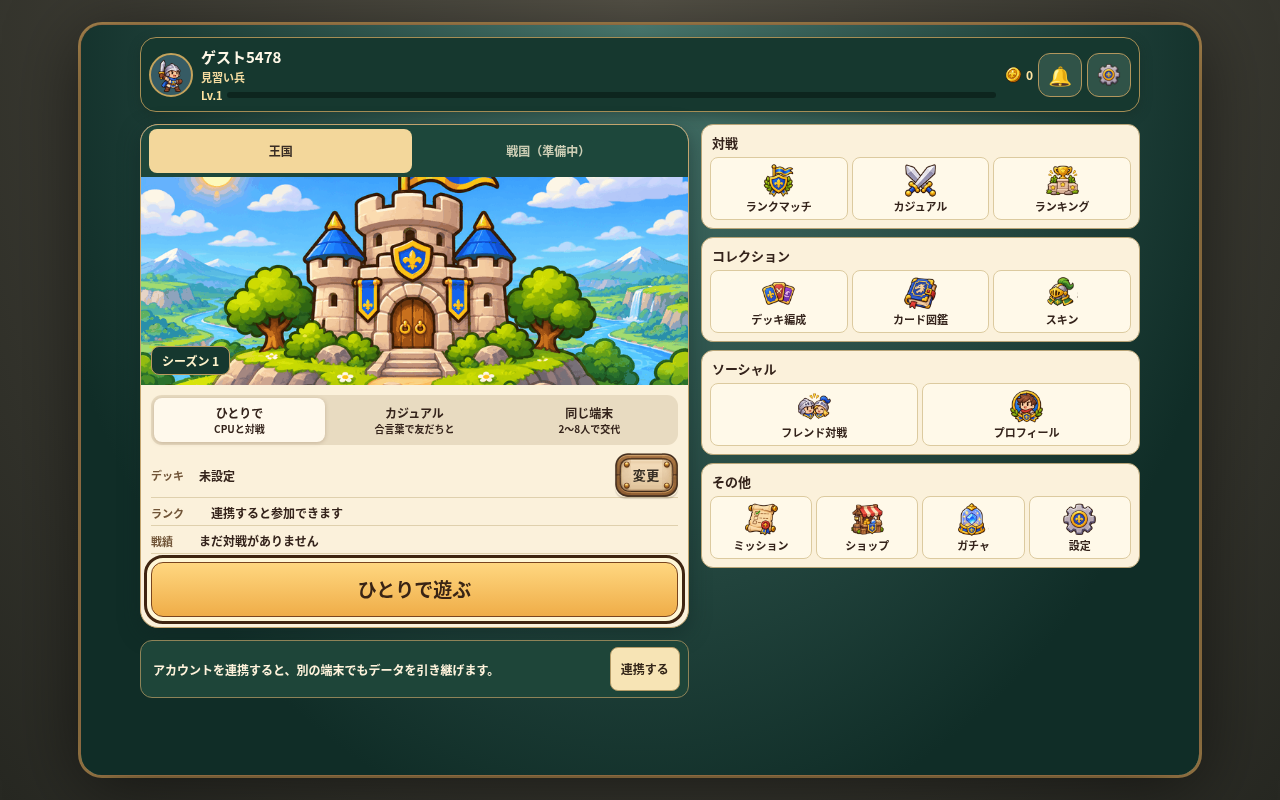 ゲスト5478
見習い兵
Lv.1
0
王国
戦国（準備中）
シーズン 1
ひとりで
CPUと対戦
カジュアル
合言葉で友だちと
同じ端末
2〜8人で交代
デッキ 未設定
変更
ランク 連携すると参加できます
戦績 まだ対戦がありません
ひとりで遊ぶ
アカウントを連携すると、別の端末でもデータを引き継げます。
連携する
対戦
ランクマッチ
カジュアル
ランキング
コレクション
デッキ編成
カード図鑑
スキン
ソーシャル
フレンド対戦
プロフィール
その他
ミッション
ショップ
ガチャ
設定